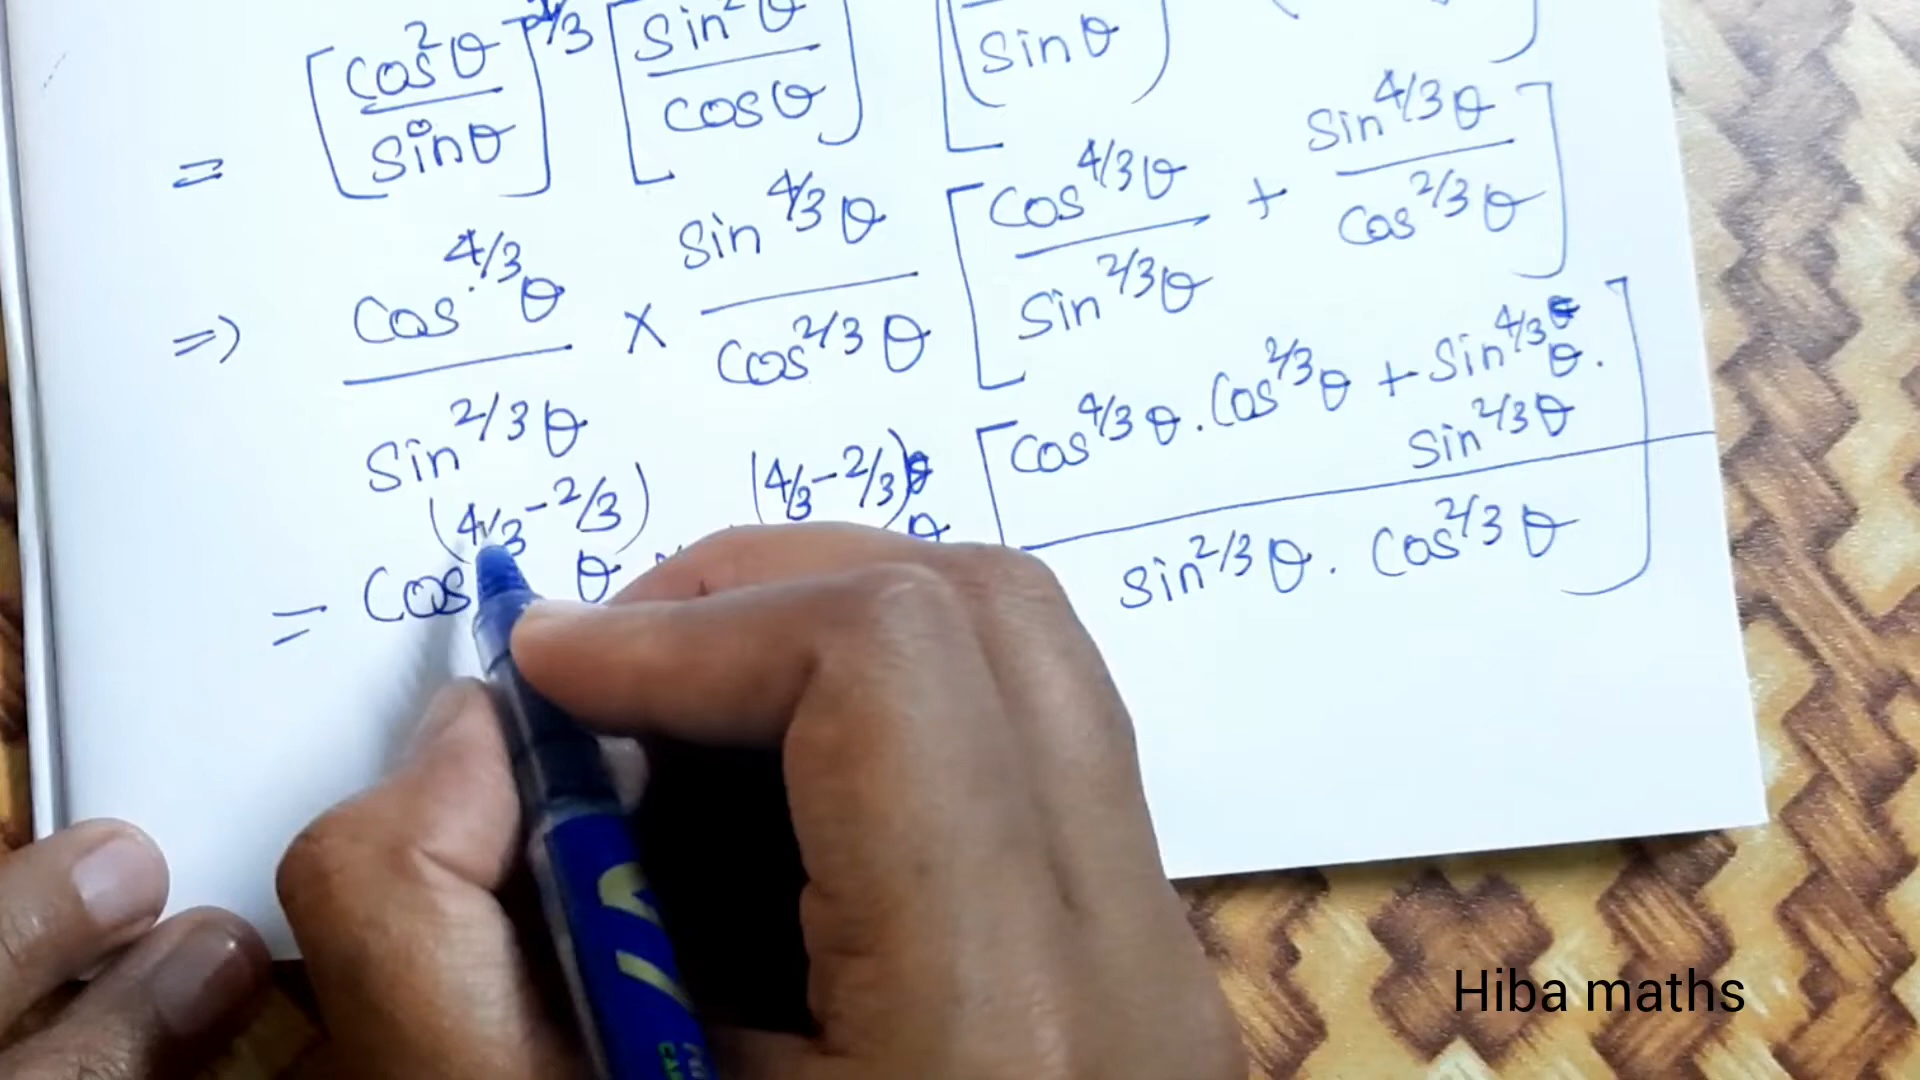 = [cos²θ/sinθ]^2/3 [sin²θ/cosθ] [ /sinθ)
⇒ cos^4/3 θ / sin^2/3 θ × sin^4/3 θ / cos^2/3 θ [cos^4/3 θ / sin^2/3 θ + sin^4/3 θ / cos^2/3 θ]
= cos^(4/3 - 2/3) θ (4/3 - 2/3) θ [cos^4/3 θ . cos^2/3 θ + sin^4/3 θ . sin^2/3 θ / sin^2/3 θ . cos^2/3 θ]
Hiba maths